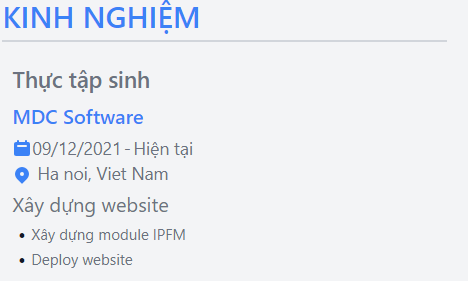 KINH NGHIỆM
Thực tập sinh
MDC Software
09/12/2021 - Hiện tại
Ha noi, Viet Nam
Xây dựng website
• Xây dựng module IPFM
• Deploy website